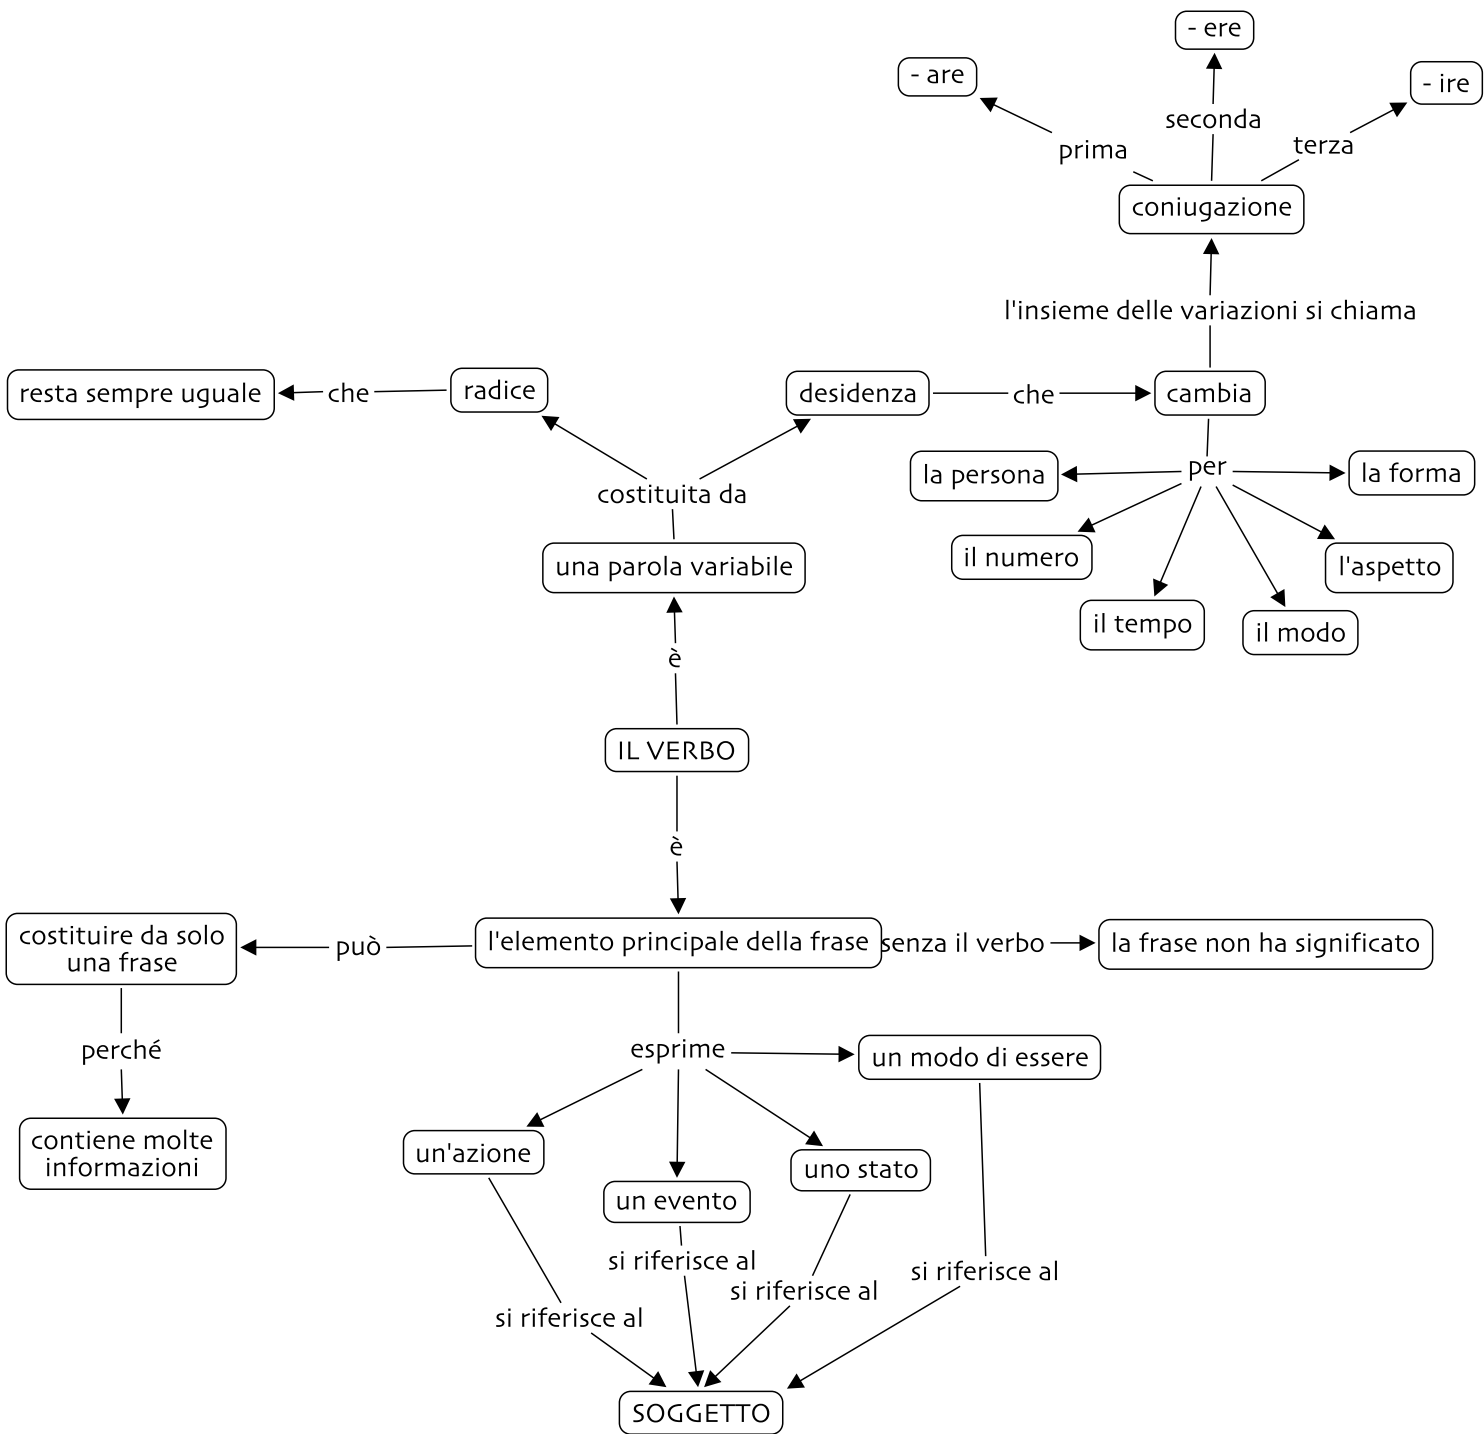 - ere
- are
- ire
seconda
prima
terza
coniugazione
l'insieme delle variazioni si chiama
resta sempre uguale
che
radice
desidenza
che
cambia
la persona
per
la forma
costituita da
il numero
l'aspetto
una parola variabile
il tempo
il modo
è
IL VERBO
è
costituire da solo
una frase
può
l'elemento principale della frase
senza il verbo
la frase non ha significato
perché
esprime
un modo di essere
contiene molte
informazioni
un'azione
uno stato
un evento
si riferisce al
si riferisce al
si riferisce al
si riferisce al
SOGGETTO